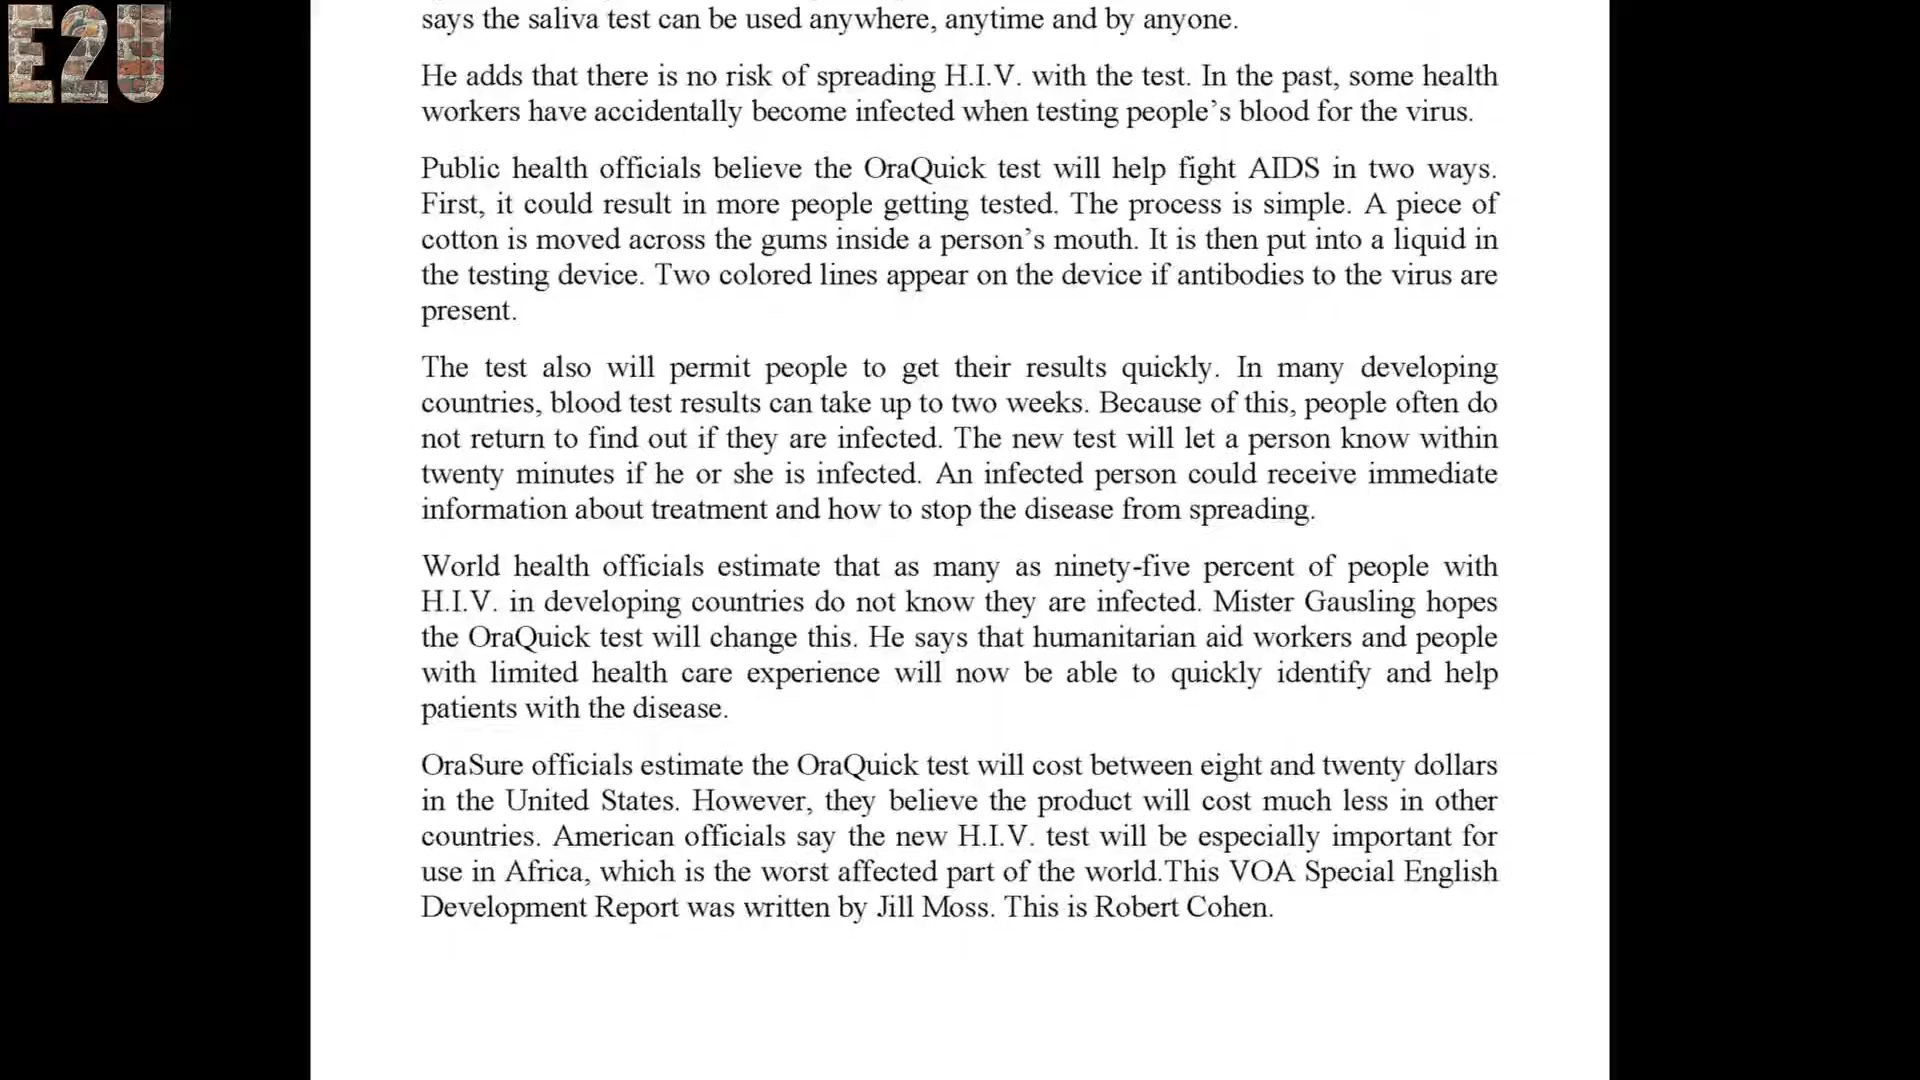 E2U
says the saliva test can be used anywhere, anytime and by anyone.
He adds that there is no risk of spreading H.I.V. with the test. In the past, some health
workers have accidentally become infected when testing people’s blood for the virus.
Public health officials believe the OraQuick test will help fight AIDS in two ways.
First, it could result in more people getting tested. The process is simple. A piece of
cotton is moved across the gums inside a person’s mouth. It is then put into a liquid in
the testing device. Two colored lines appear on the device if antibodies to the virus are
present.
The test also will permit people to get their results quickly. In many developing
countries, blood test results can take up to two weeks. Because of this, people often do
not return to find out if they are infected. The new test will let a person know within
twenty minutes if he or she is infected. An infected person could receive immediate
information about treatment and how to stop the disease from spreading.
World health officials estimate that as many as ninety-five percent of people with
H.I.V. in developing countries do not know they are infected. Mister Gausling hopes
the OraQuick test will change this. He says that humanitarian aid workers and people
with limited health care experience will now be able to quickly identify and help
patients with the disease.
OraSure officials estimate the OraQuick test will cost between eight and twenty dollars
in the United States. However, they believe the product will cost much less in other
countries. American officials say the new H.I.V. test will be especially important for
use in Africa, which is the worst affected part of the world.This VOA Special English
Development Report was written by Jill Moss. This is Robert Cohen.